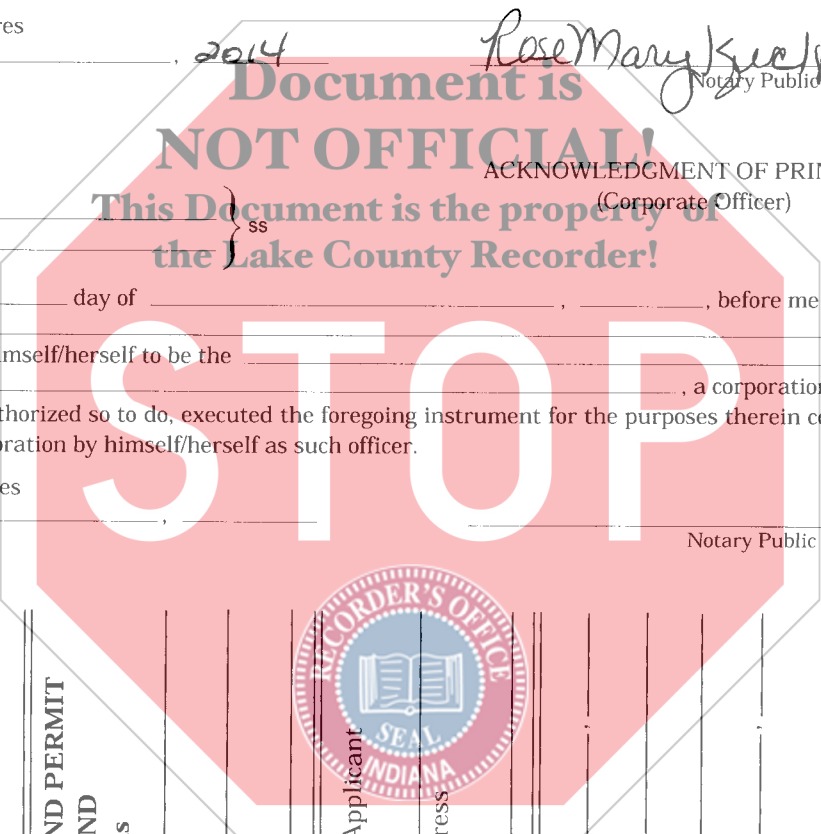 res
, 2014
Rose Mary
Document is
Notary Public
NOT OFFICIAL!
ACKNOWLEDGMENT OF PRIN
This Document is the property of
(Corporate Officer)
} ss
the Lake County Recorder!
day of , , before me
mself/herself to be the
, a corporation
thorized so to do, executed the foregoing instrument for the purposes therein co
oration by himself/herself as such officer.
es
,
Notary Public
STOP
RECORDER'S OFFICE
SEAL
INDIANA
ND PERMIT
ND
s
Applicant
ress
,
,